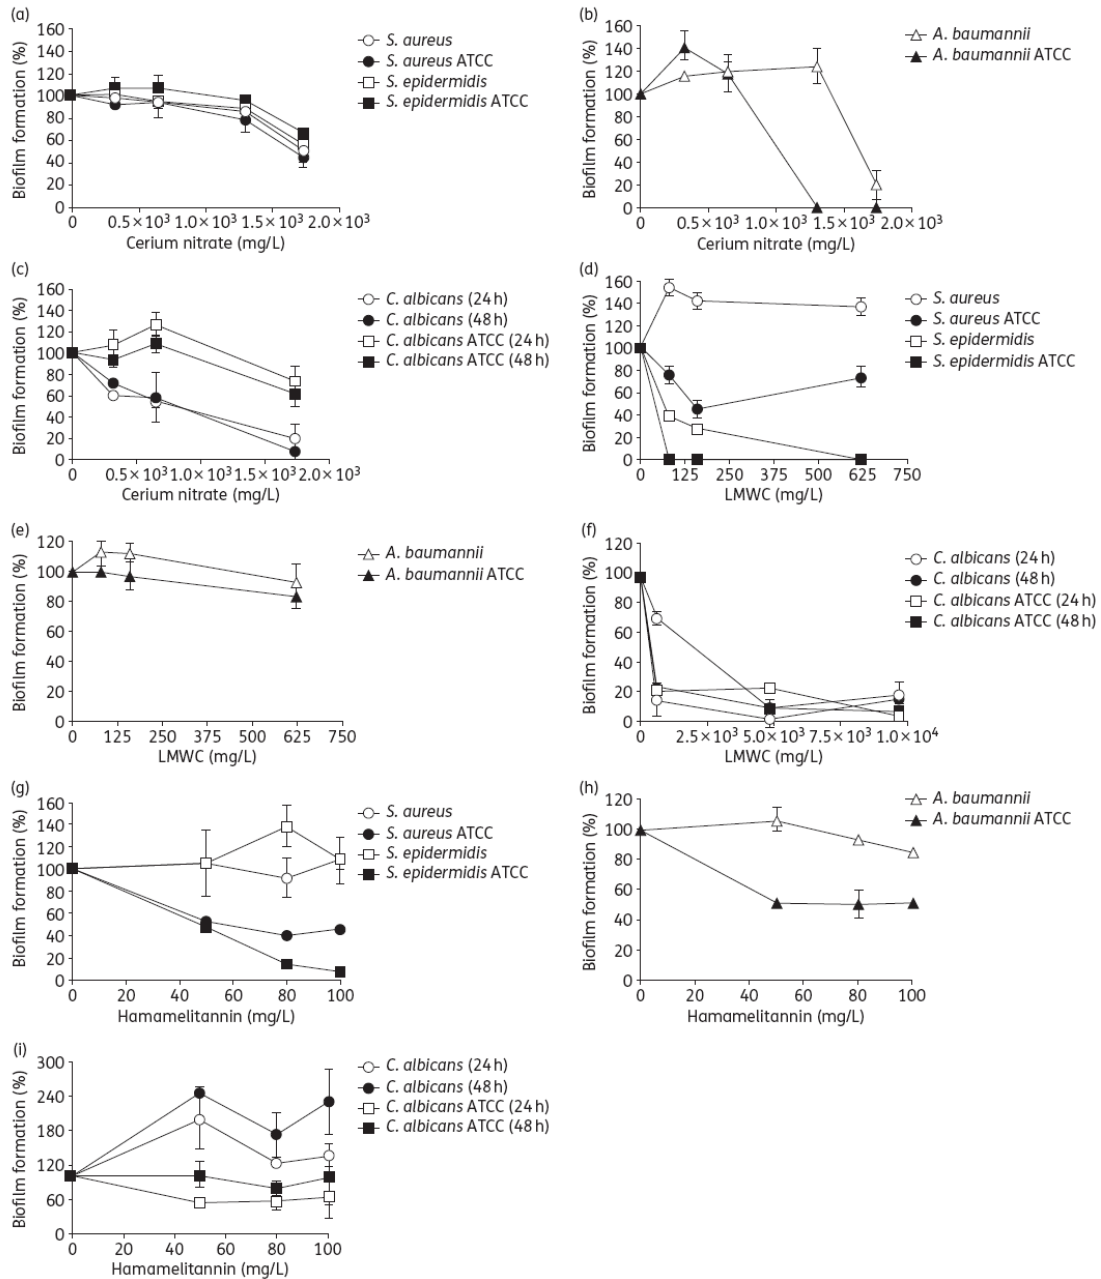 (a)
160
140
120
100
80
60
40
20
0
Biofilm formation (%)
0 0.5×10³ 1.0×10³ 1.5×10³ 2.0×10³
Cerium nitrate (mg/L)
S. aureus
S. aureus ATCC
S. epidermidis
S. epidermidis ATCC
(b)
160
140
120
100
80
60
40
20
0
Biofilm formation (%)
0 0.5×10³ 1.0×10³ 1.5×10³ 2.0×10³
Cerium nitrate (mg/L)
A. baumannii
A. baumannii ATCC
(c)
160
140
120
100
80
60
40
20
0
Biofilm formation (%)
0 0.5×10³ 1.0×10³ 1.5×10³ 2.0×10³
Cerium nitrate (mg/L)
C. albicans (24 h)
C. albicans (48 h)
C. albicans ATCC (24 h)
C. albicans ATCC (48 h)
(d)
160
140
120
100
80
60
40
20
0
Biofilm formation (%)
0 125 250 500 625 750
LMWC (mg/L)
S. aureus
S. aureus ATCC
S. epidermidis
S. epidermidis ATCC
(e)
120
100
80
60
40
20
0
Biofilm formation (%)
0 125 250 500 625 750
LMWC (mg/L)
A. baumannii
A. baumannii ATCC
(f)
120
100
80
60
40
20
0
Biofilm formation (%)
0 2.5×10³ 5.0×10³ 7.5×10³ 1.0×10⁴
LMWC (mg/L)
C. albicans (24 h)
C. albicans (48 h)
C. albicans ATCC (24 h)
C. albicans ATCC (48 h)
(g)
160
140
120
100
80
60
40
20
0
Biofilm formation (%)
0 20 40 60 80 100
Hamamelitannin (mg/L)
S. aureus
S. aureus ATCC
S. epidermidis
S. epidermidis ATCC
(h)
120
100
80
60
40
20
0
Biofilm formation (%)
0 20 40 60 80 100
Hamamelitannin (mg/L)
A. baumannii
A. baumannii ATCC
(i)
300
240
180
120
60
0
Biofilm formation (%)
0 20 40 60 80 100
Hamamelitannin (mg/L)
C. albicans (24 h)
C. albicans (48 h)
C. albicans ATCC (24 h)
C. albicans ATCC (48 h)